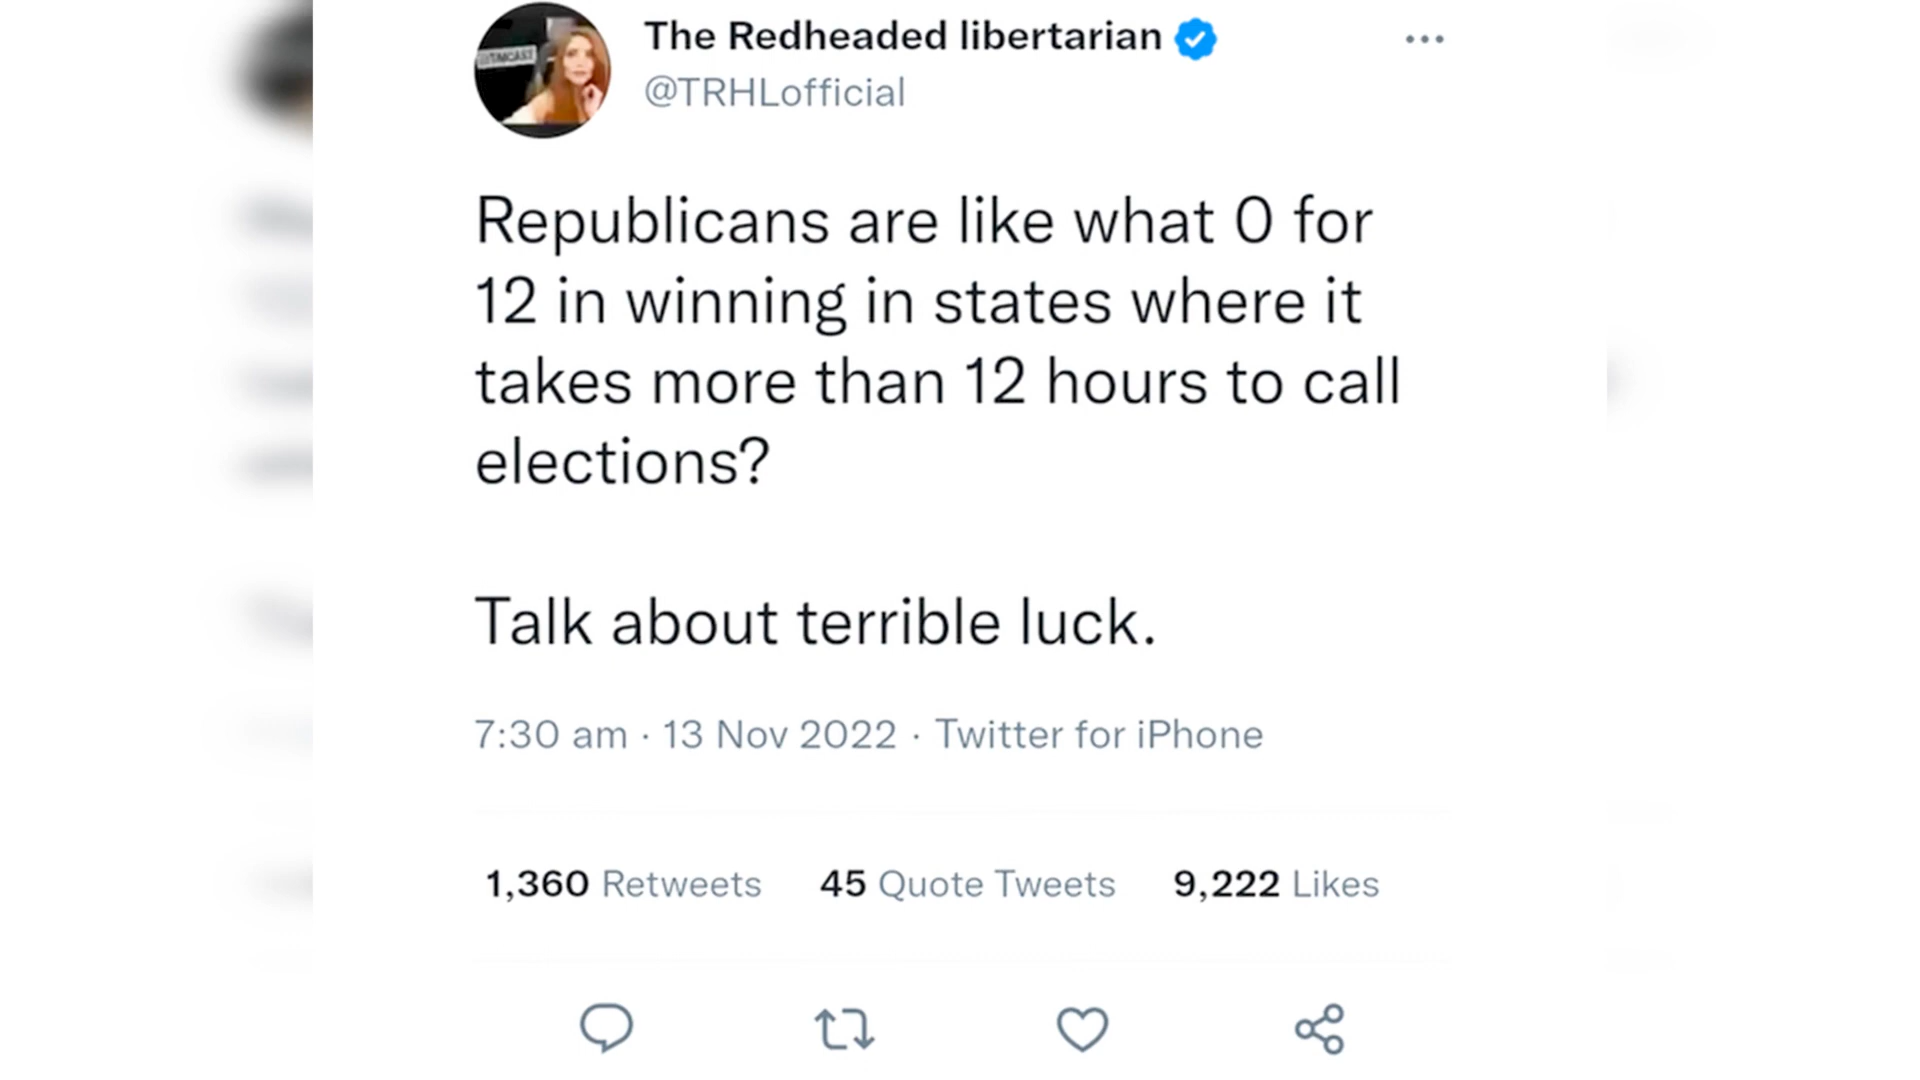 The Redheaded libertarian
@TRHLofficial
Republicans are like what 0 for
12 in winning in states where it
takes more than 12 hours to call
elections?
Talk about terrible luck.
7:30 am · 13 Nov 2022 · Twitter for iPhone
1,360 Retweets 45 Quote Tweets 9,222 Likes